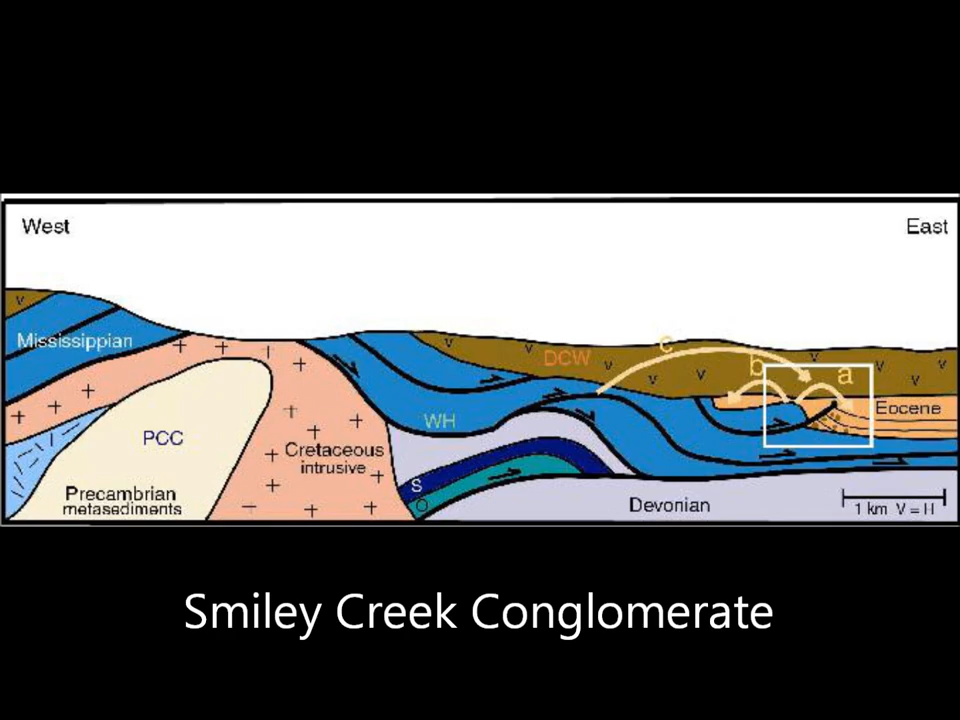 West
East
v
Mississippian
v
v
DCW
c
v
v
v
b
v
a
v
v
v
Eocene
WH
PCC
Cretaceous
intrusive
Precambrian
metasediments
S
O
Devonian
1 km V = H
Smiley Creek Conglomerate